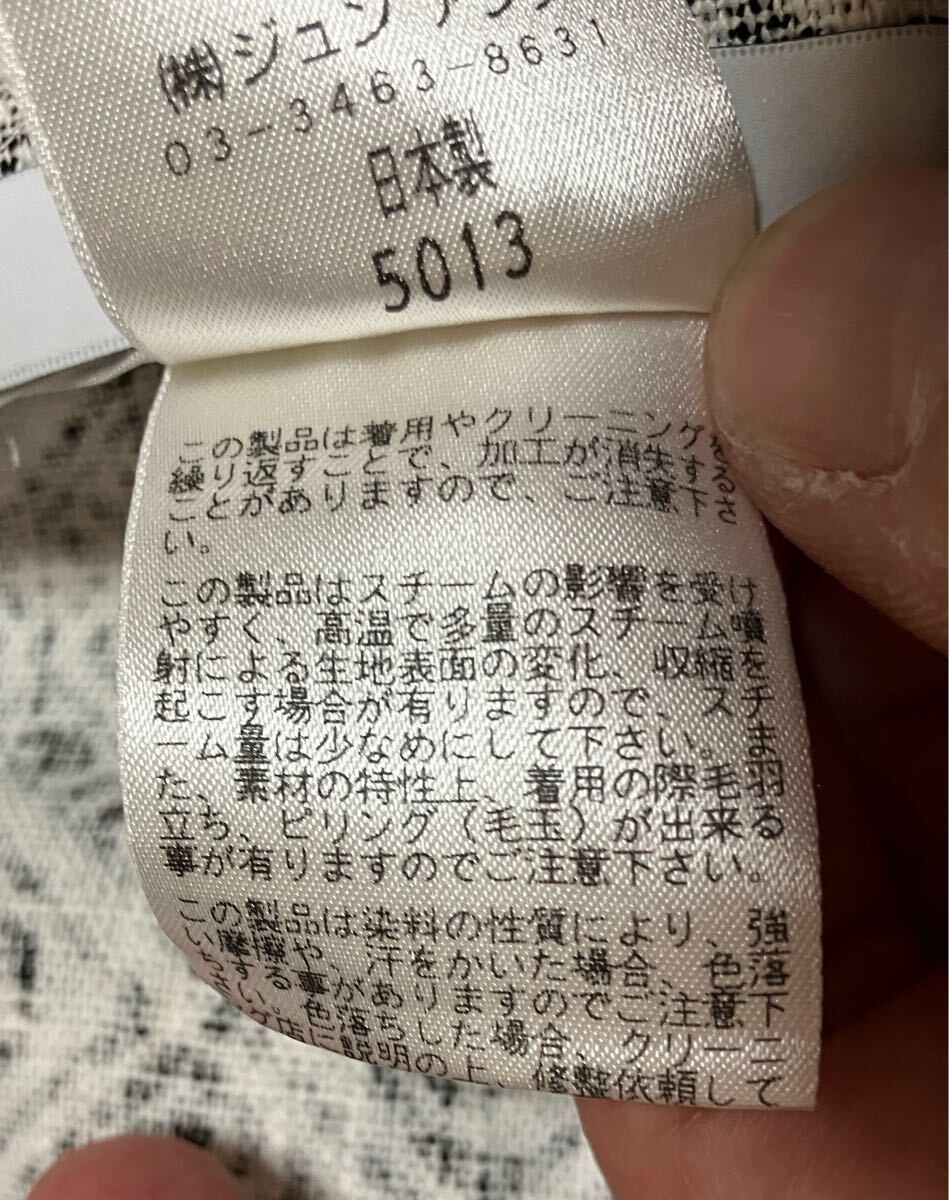 (株)ジュン
03-3463-8631
日本製
5013
この製品は着用やクリーニングを
繰り返すことで、加工が消失する
ことがありますので、ご注意下さ
い。
この製品はスチームの影響を受け
やすく、高温で多量のスチーム噴
射による生地表面の変化、収縮を
起こす場合が有りますので、スチ
ーム量は少なめにして下さい。ま
た、素材の特性上、着用の際毛羽
立ち、ピリング(毛玉)が出来る
事が有りますのでご注意下さい。
この製品は染料の性質により、強
い摩擦や、汗をかいた場合、色落
ちする事がありますのでご注意下
さい。色落ちした場合、クリーニ
ング店に説明の上、修整依頼して